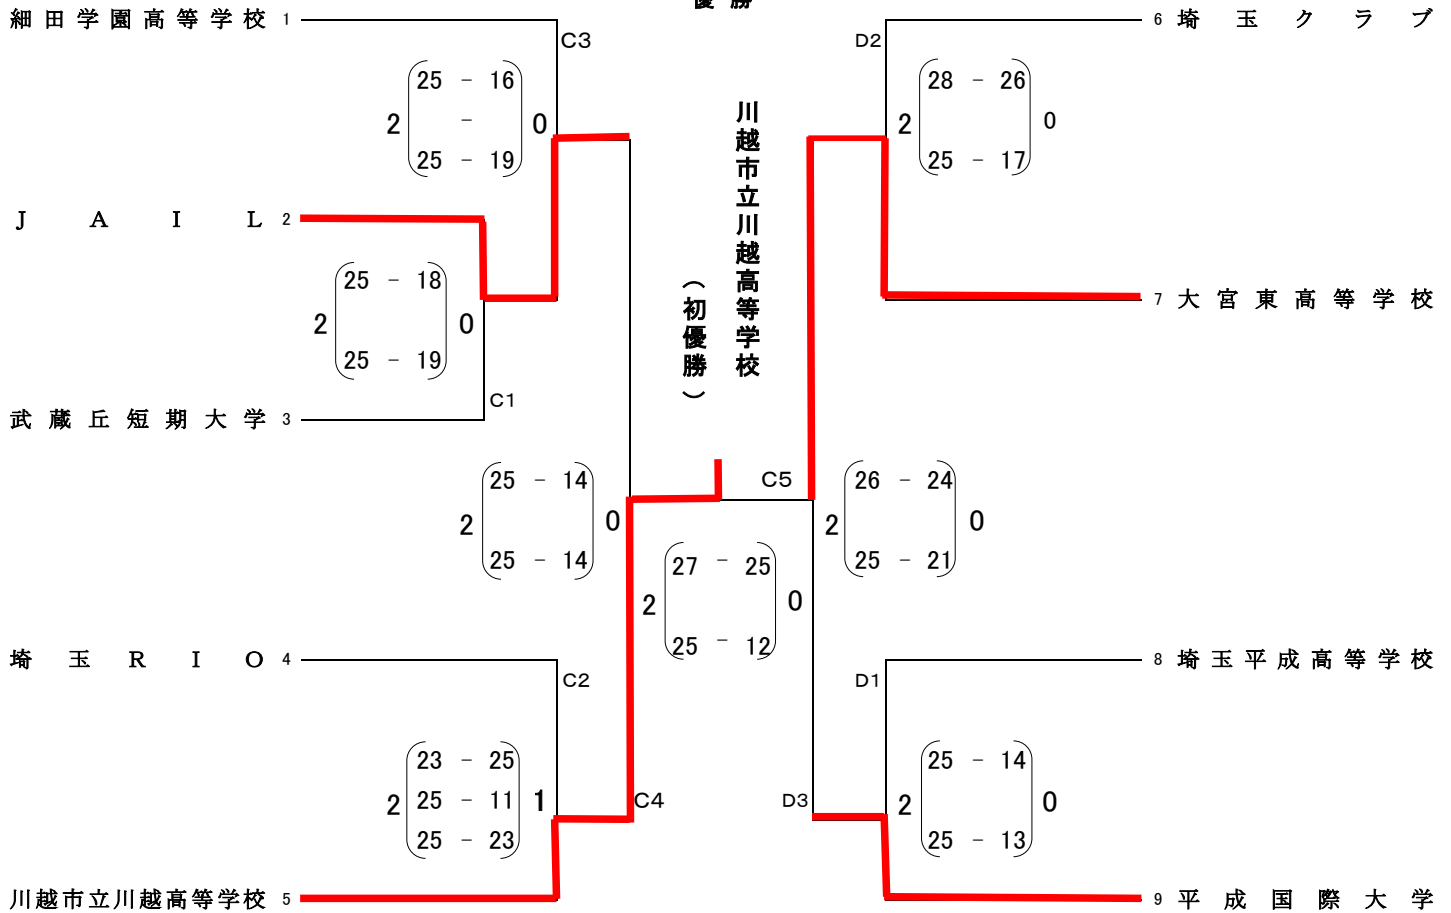 優勝
細田学園高等学校 1
C3
D2
6 埼玉クラブ
25 - 16
2 - 0
25 - 19
28 - 26
2 0
25 - 17
川越市立川越高等学校
(初優勝)
JAIL 2
25 - 18
2 0
25 - 19
7 大宮東高等学校
C1
武蔵丘短期大学 3
25 - 14
2 0
25 - 14
C5
26 - 24
2 0
25 - 21
27 - 25
2 0
25 - 12
埼玉RIO 4
C2
D1
8 埼玉平成高等学校
23 - 25
2 25 - 11 1
25 - 23
C4
D3
25 - 14
2 0
25 - 13
川越市立川越高等学校 5
9 平成国際大学